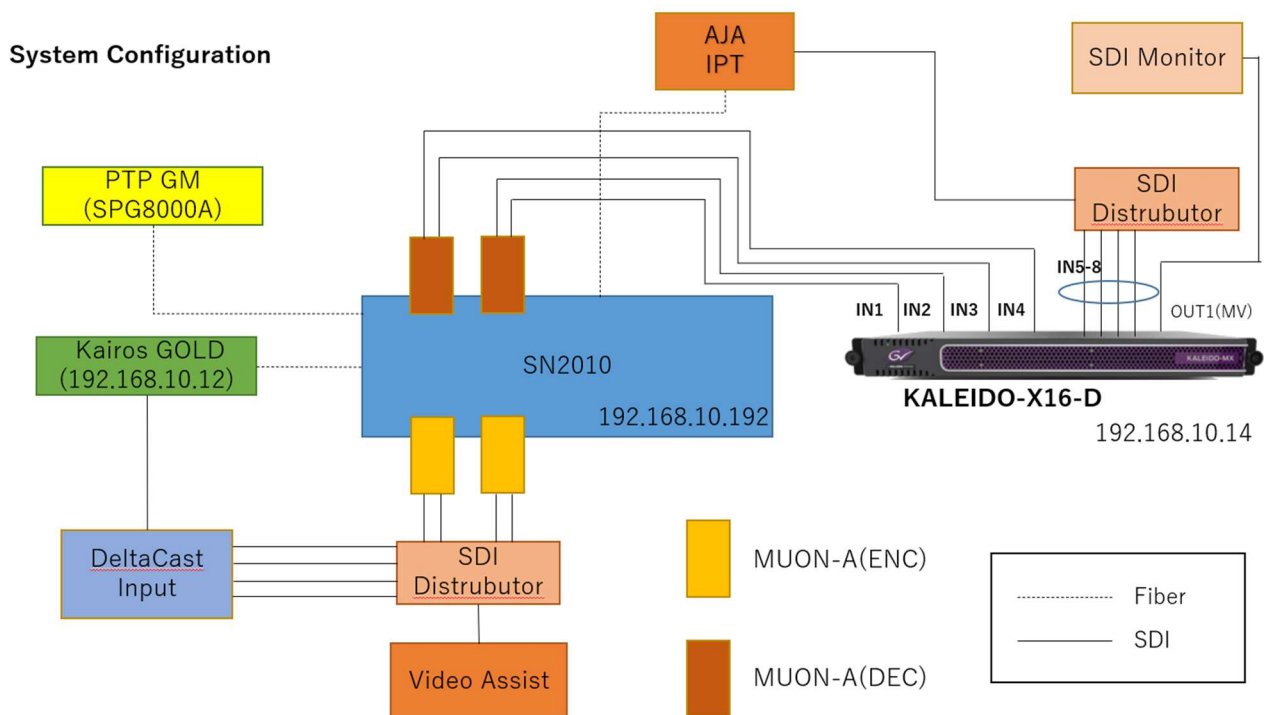 System Configuration
AJA
IPT
SDI Monitor
PTP GM
(SPG8000A)
SDI
Distrubutor
IN5-8
IN1
IN2
IN3
IN4
OUT1(MV)
Kairos GOLD
(192.168.10.12)
SN2010
192.168.10.192
GV
KALEIDO-MX
KALEIDO-X16-D
192.168.10.14
DeltaCast
Input
SDI
Distrubutor
Video Assist
MUON-A(ENC)
MUON-A(DEC)
Fiber
SDI